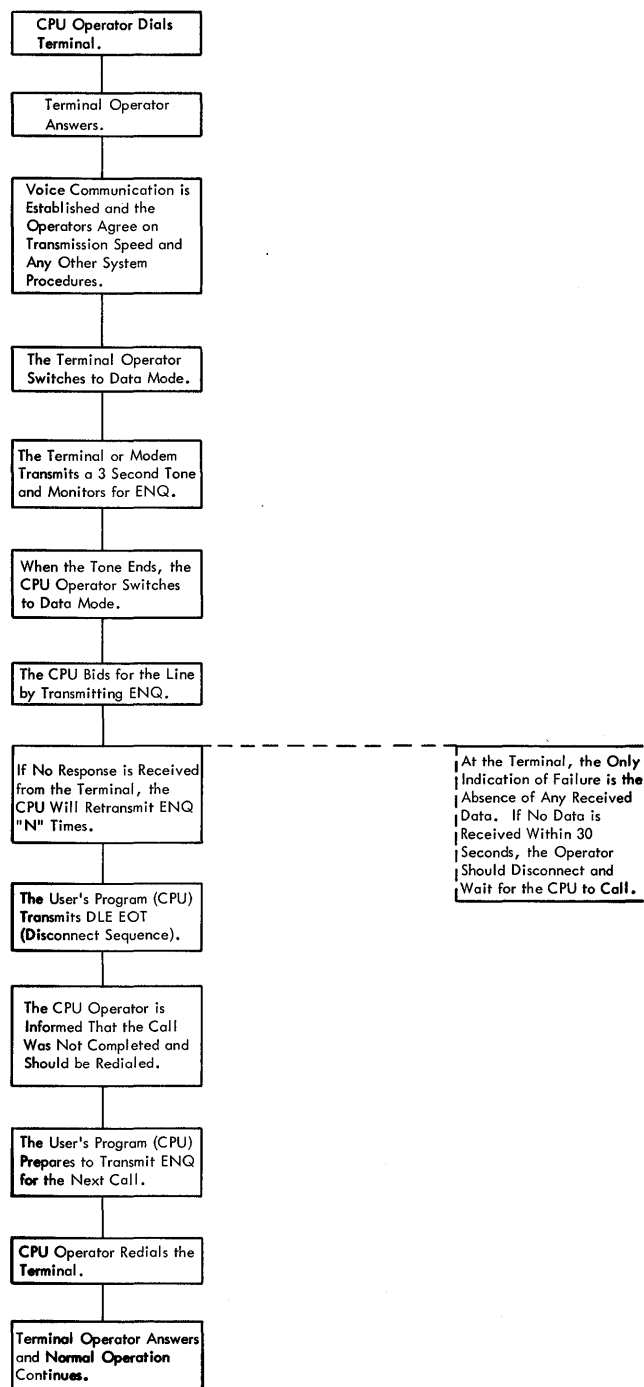 CPU Operator Dials
Terminal.
Terminal Operator
Answers.
Voice Communication is
Established and the
Operators Agree on
Transmission Speed and
Any Other System
Procedures.
The Terminal Operator
Switches to Data Mode.
The Terminal or Modem
Transmits a 3 Second Tone
and Monitors for ENQ.
When the Tone Ends, the
CPU Operator Switches
to Data Mode.
The CPU Bids for the Line
by Transmitting ENQ.
If No Response is Received
from the Terminal, the
CPU Will Retransmit ENQ
"N" Times.
At the Terminal, the Only
Indication of Failure is the
Absence of Any Received
Data. If No Data is
Received Within 30
Seconds, the Operator
Should Disconnect and
Wait for the CPU to Call.
The User's Program (CPU)
Transmits DLE EOT
(Disconnect Sequence).
The CPU Operator is
Informed That the Call
Was Not Completed and
Should be Redialed.
The User's Program (CPU)
Prepares to Transmit ENQ
for the Next Call.
CPU Operator Redials the
Terminal.
Terminal Operator Answers
and Normal Operation
Continues.